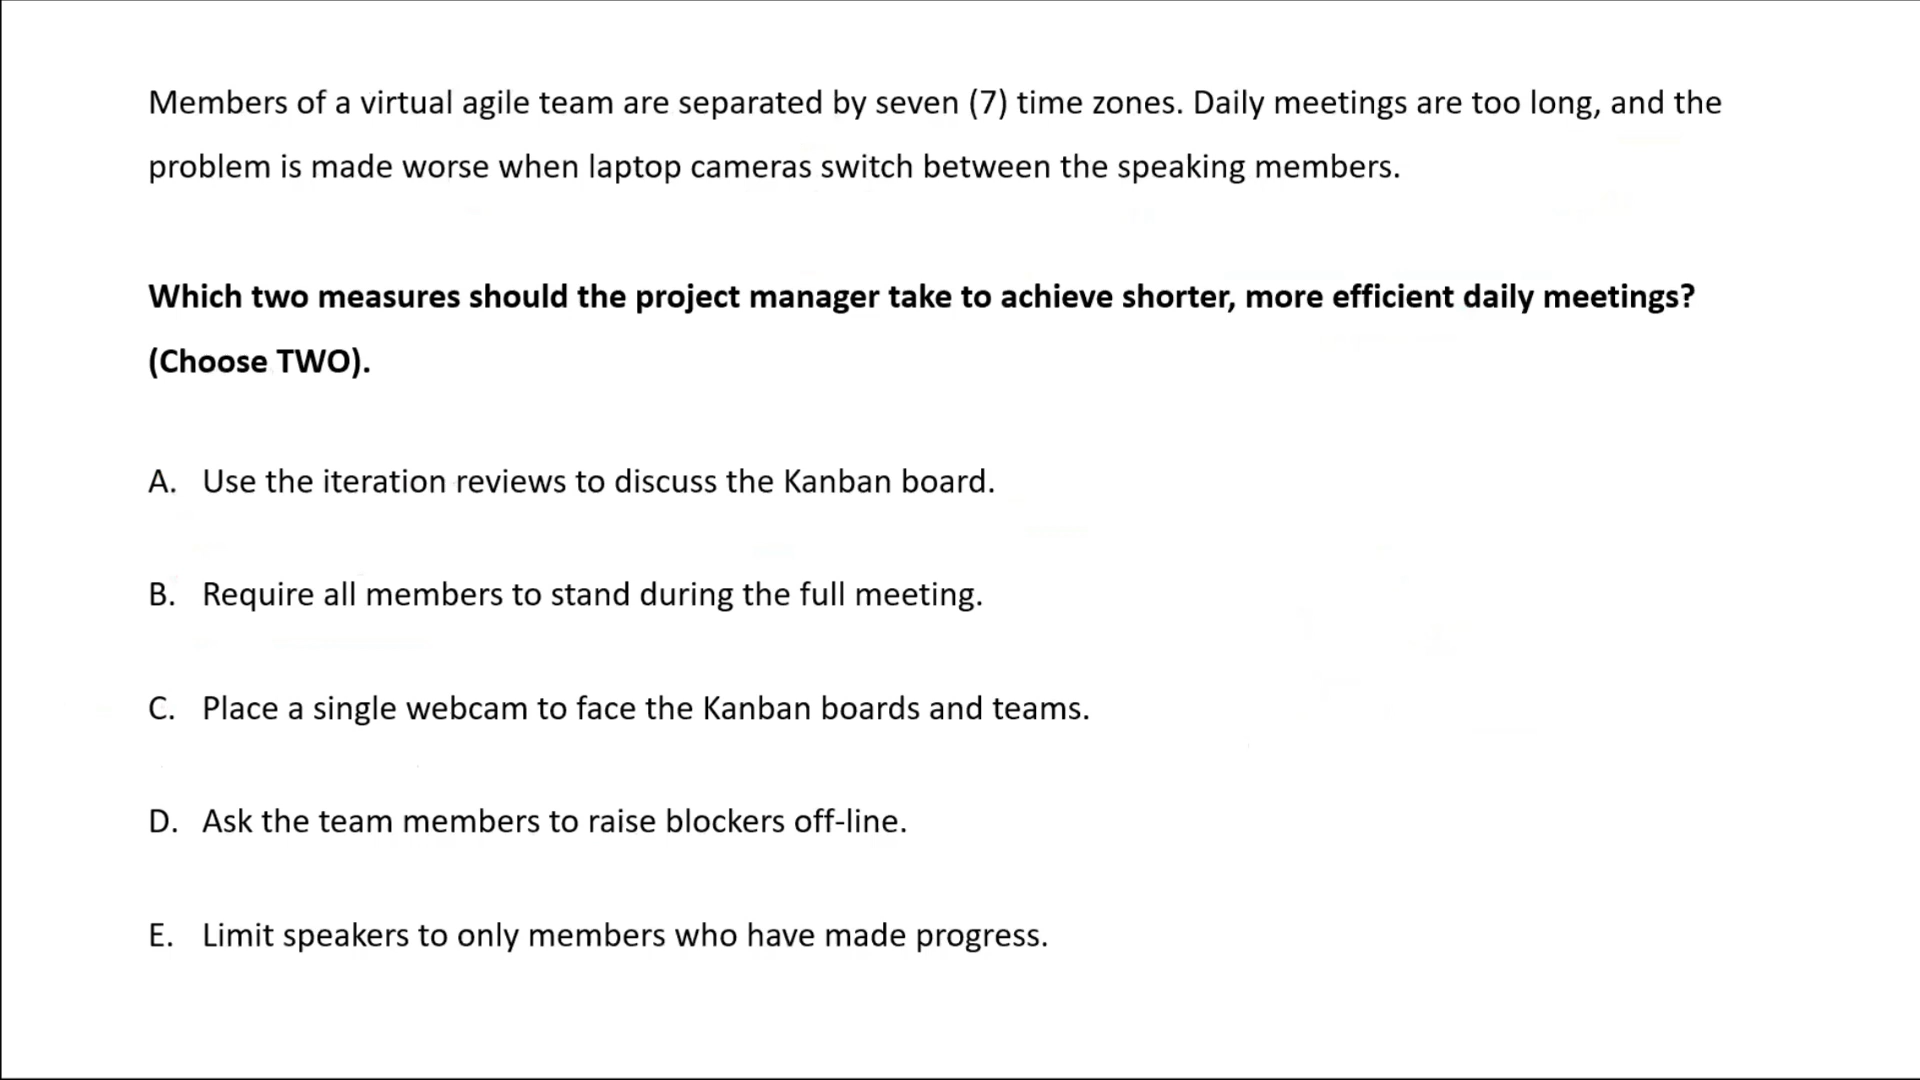 Members of a virtual agile team are separated by seven (7) time zones. Daily meetings are too long, and the
problem is made worse when laptop cameras switch between the speaking members.
Which two measures should the project manager take to achieve shorter, more efficient daily meetings?
(Choose TWO).
A. Use the iteration reviews to discuss the Kanban board.
B. Require all members to stand during the full meeting.
C. Place a single webcam to face the Kanban boards and teams.
D. Ask the team members to raise blockers off-line.
E. Limit speakers to only members who have made progress.